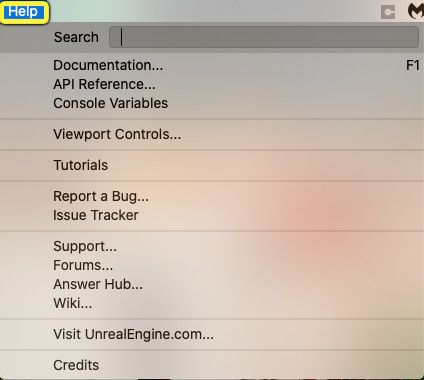 Help
Search
Documentation... F1
API Reference...
Console Variables
Viewport Controls...
Tutorials
Report a Bug...
Issue Tracker
Support...
Forums...
Answer Hub...
Wiki...
Visit UnrealEngine.com...
Credits